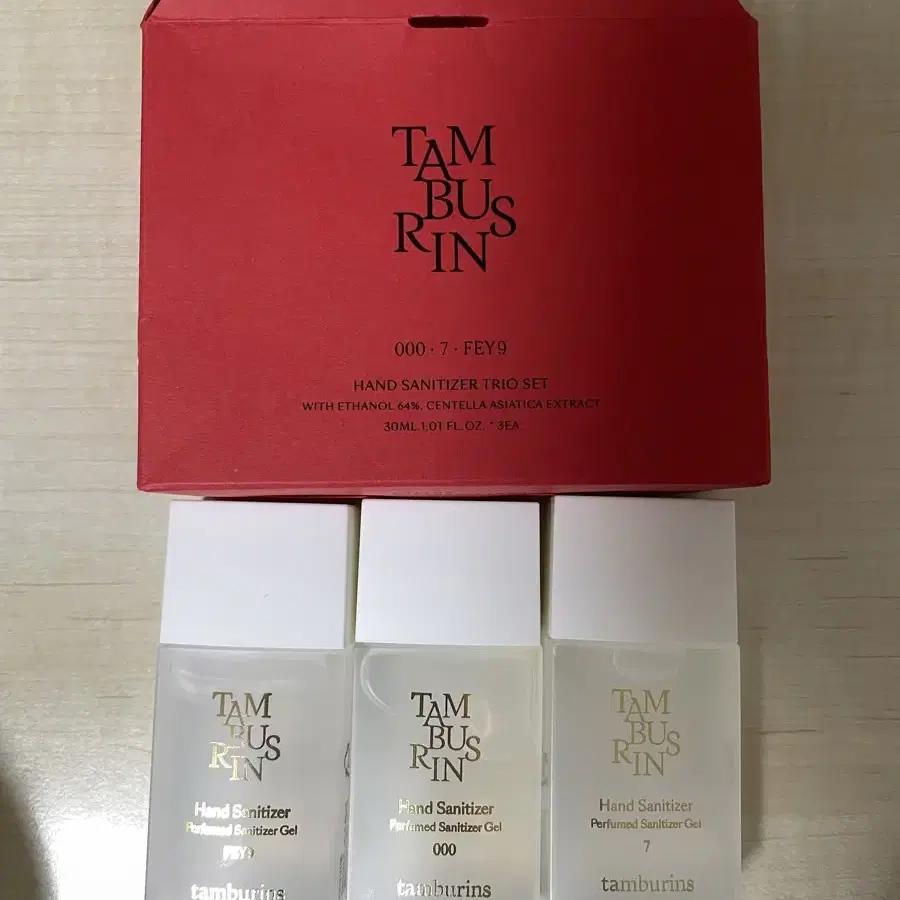 TAM
BUS
RIN
000 · 7 · FEY9
HAND SANITIZER TRIO SET
WITH ETHANOL 64%, CENTELLA ASIATICA EXTRACT
30ML 1.01 FL. OZ. * 3EA
TAM
BUS
RIN
Hand Sanitizer
Perfumed Sanitizer Gel
FEY9
tamburins
TAM
BUS
RIN
Hand Sanitizer
Perfumed Sanitizer Gel
000
tamburins
TAM
BUS
RIN
Hand Sanitizer
Perfumed Sanitizer Gel
7
tamburins